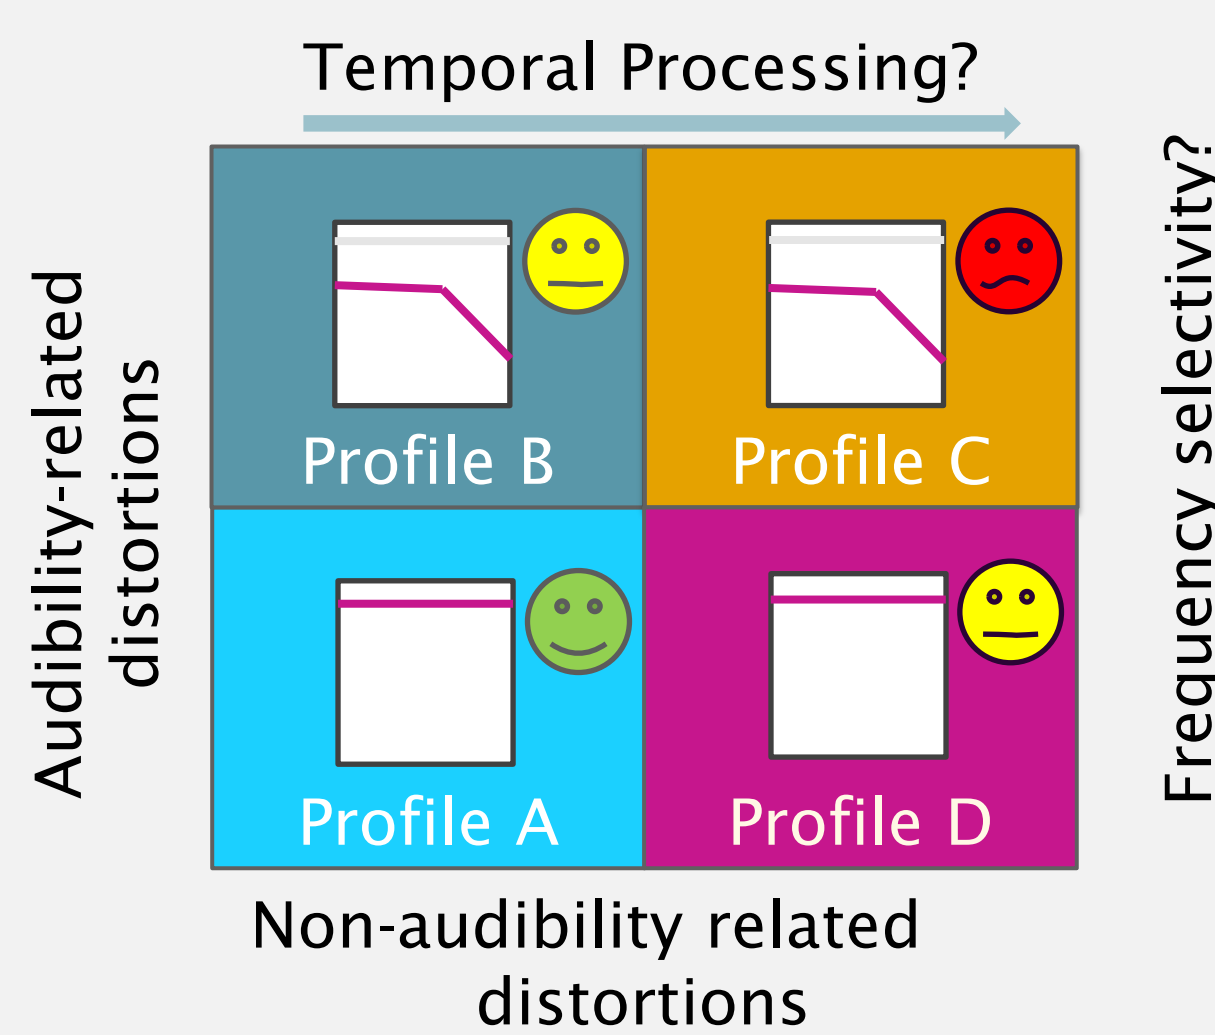 Temporal Processing?
Audibility-related
distortions
Profile B
Profile C
Profile A
Profile D
Frequency selectivity?
Non-audibility related
distortions